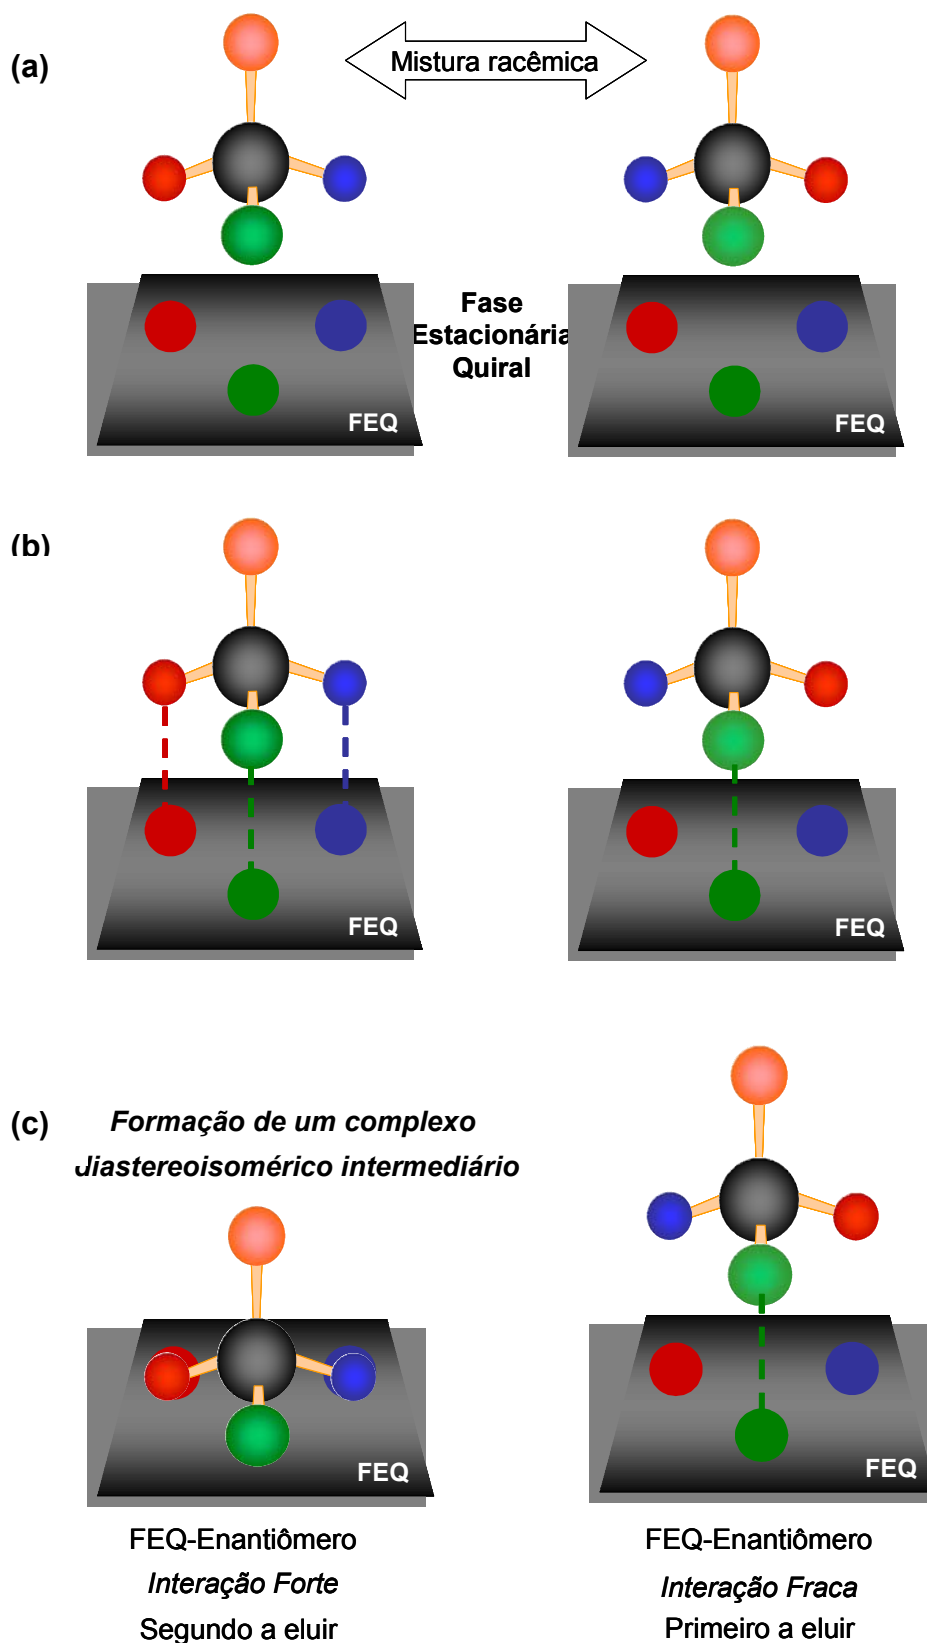 (a)
Mistura racêmica
Fase
Estacionária
Quiral
FEQ
FEQ
(b)
FEQ
FEQ
(c)
Formação de um complexo
diastereoisomérico intermediário
FEQ
FEQ
FEQ-Enantiômero
Interação Forte
Segundo a eluir
FEQ-Enantiômero
Interação Fraca
Primeiro a eluir